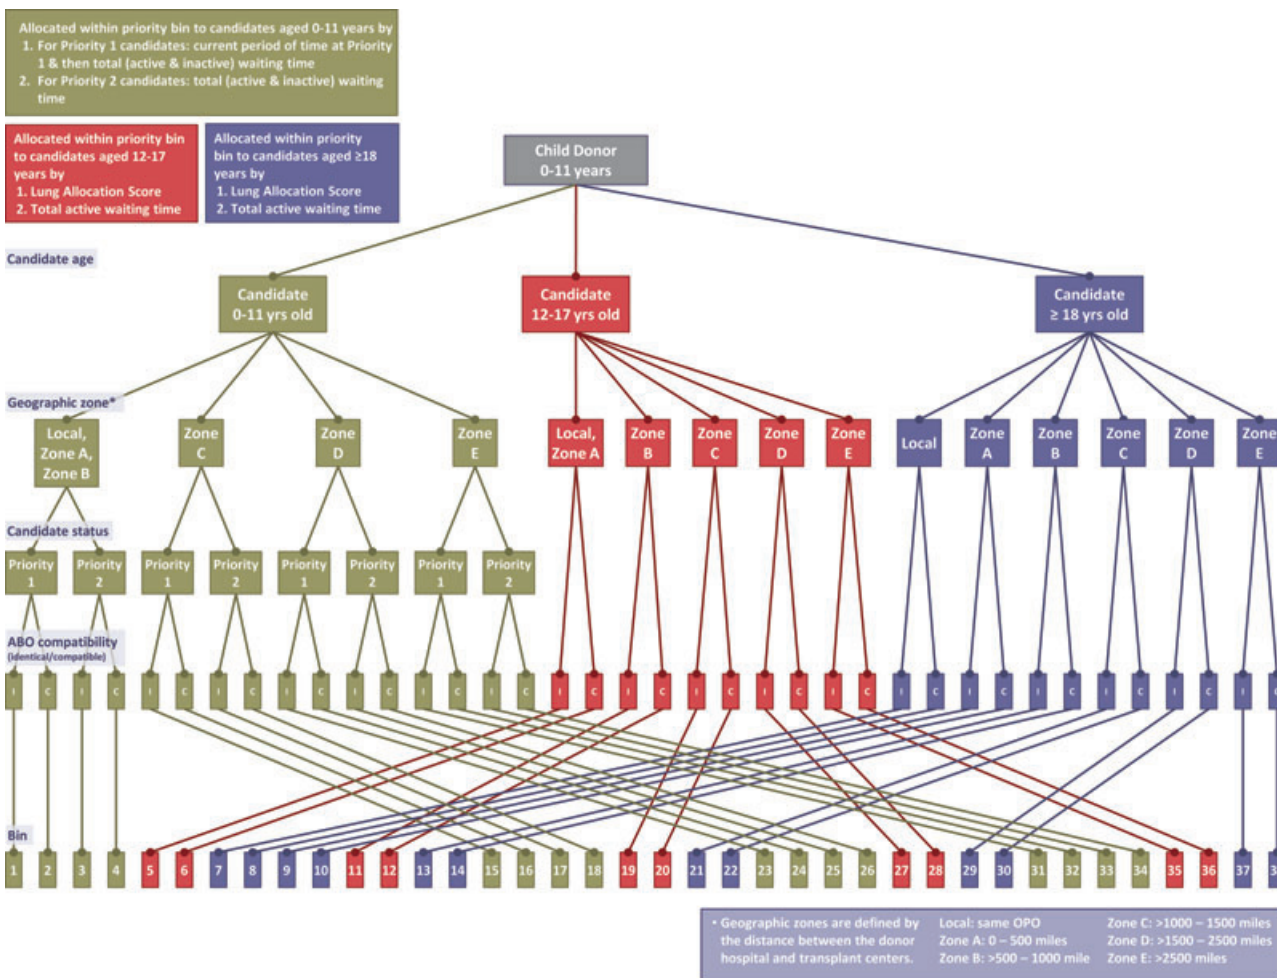 Allocated within priority bin to candidates aged 0-11 years by
1. For Priority 1 candidates: current period of time at Priority
1 & then total (active & inactive) waiting time
2. For Priority 2 candidates: total (active & inactive) waiting
time
Allocated within priority bin
to candidates aged 12-17
years by
1. Lung Allocation Score
2. Total active waiting time
Allocated within priority
bin to candidates aged ≥18
years by
1. Lung Allocation Score
2. Total active waiting time
Child Donor
0-11 years
Candidate age
Candidate
0-11 yrs old
Candidate
12-17 yrs old
Candidate
≥ 18 yrs old
Geographic zone*
Local,
Zone A,
Zone B
Zone
C
Zone
D
Zone
E
Local,
Zone A
Zone
B
Zone
C
Zone
D
Zone
E
Local
Zone
A
Zone
B
Zone
C
Zone
D
Zone
E
Candidate status
Priority
1
Priority
2
Priority
1
Priority
2
Priority
1
Priority
2
Priority
1
Priority
2
ABO compatibility
(identical/compatible)
I C I C I C I C I C I C I C I C I C I C I C I C I C I C I C I C I C I C I
Bin
1 2 3 4 5 6 7 8 9 10 11 12 13 14 15 16 17 18 19 20 21 22 23 24 25 26 27 28 29 30 31 32 33 34 35 36 37
• Geographic zones are defined by
the distance between the donor
hospital and transplant centers.
Local: same OPO
Zone A: 0 – 500 miles
Zone B: >500 – 1000 mile
Zone C: >1000 – 1500 miles
Zone D: >1500 – 2500 miles
Zone E: >2500 miles